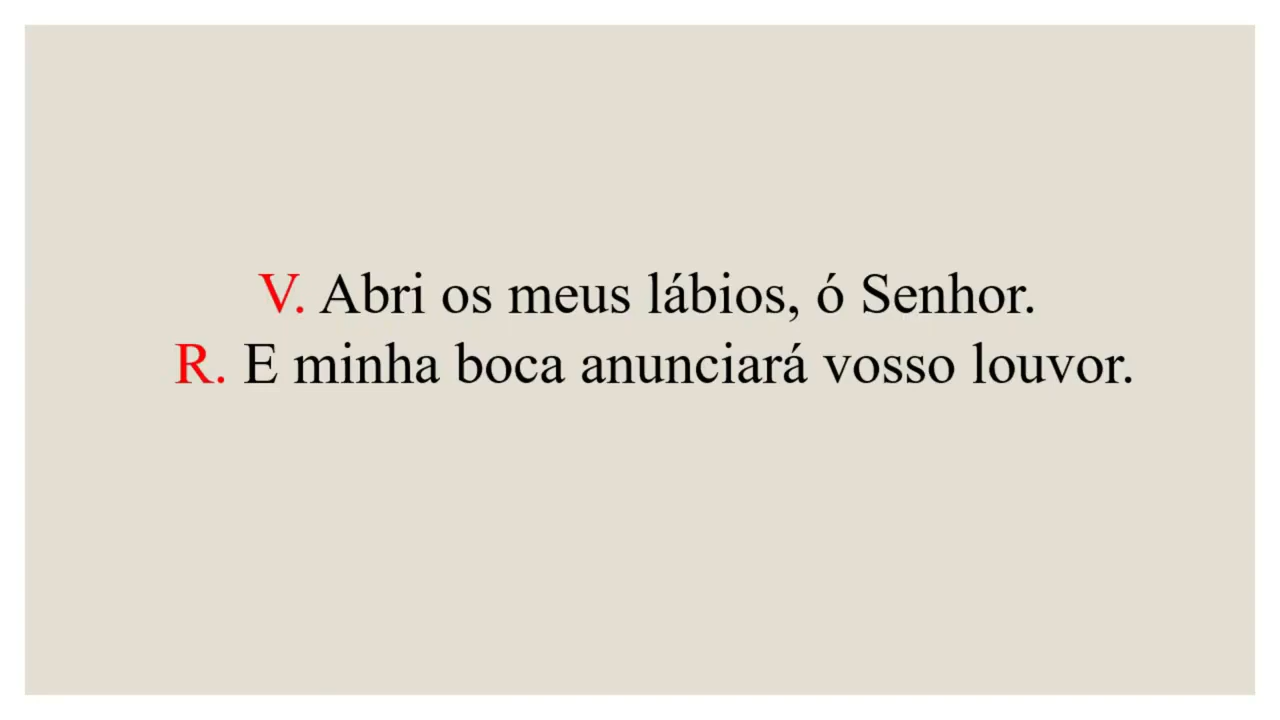 V. Abri os meus lábios, ó Senhor.
R. E minha boca anunciará vosso louvor.